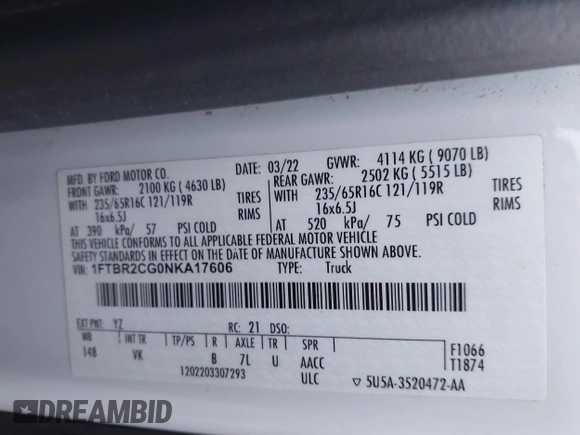 MFD. BY FORD MOTOR CO. DATE: 03/22 GVWR: 4114 KG ( 9070 LB)
FRONT GAWR: 2100 KG ( 4630 LB) REAR GAWR: 2502 KG ( 5515 LB)
WITH 235/65R16C 121/119R TIRES WITH 235/65R16C 121/119R TIRES
16x6.5J RIMS 16x6.5J RIMS
AT 390 kPa/ 57 PSI COLD AT 520 kPa/ 75 PSI COLD
THIS VEHICLE CONFORMS TO ALL APPLICABLE FEDERAL MOTOR VEHICLE
SAFETY STANDARDS IN EFFECT ON THE DATE OF MANUFACTURE SHOWN ABOVE.
VIN: 1FTBR2CG0NKA17606 TYPE: Truck
EXT PNT: YZ RC: 21 DSO:
WB INT TR TP/PS R AXLE TR SPR F1066
148 VK B 7L U AACC T1874
1202203307293 ULC ▽ 5U5A-3520472-AA
DREAMBID